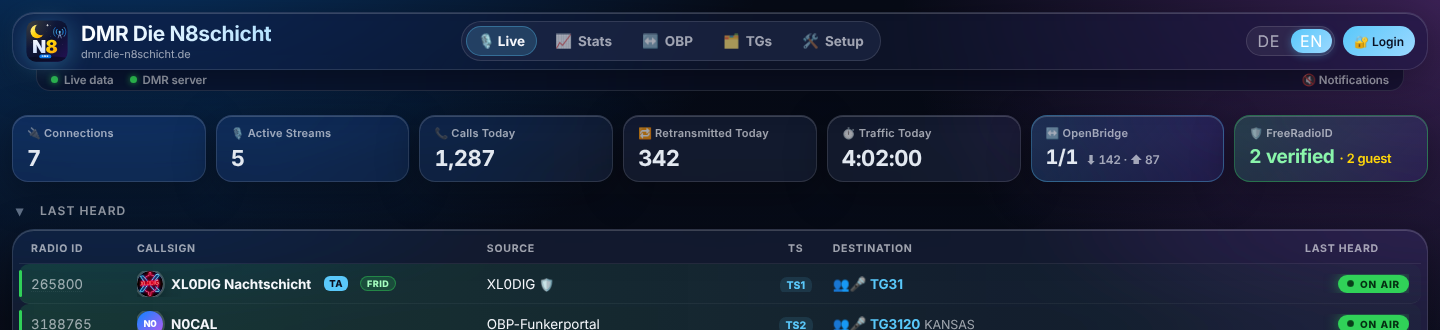 N8
DMR Die N8schicht
dmr.die-n8schicht.de
Live
Stats
OBP
TGs
Setup
DE EN
Login
Live data
DMR server
Notifications
Connections
7
Active Streams
5
Calls Today
1,287
Retransmitted Today
342
Traffic Today
4:02:00
OpenBridge
1/1 ⬇ 142 · ⬆ 87
FreeRadioID
2 verified · 2 guest
▼ LAST HEARD
RADIO ID CALLSIGN SOURCE TS DESTINATION LAST HEARD
265800 XL0DIG Nachtschicht TA FRID XL0DIG TS1 TG31 ON AIR
3188765 N0 N0CAL OBP-Funkerportal TS2 TG3120 KANSAS ON AIR